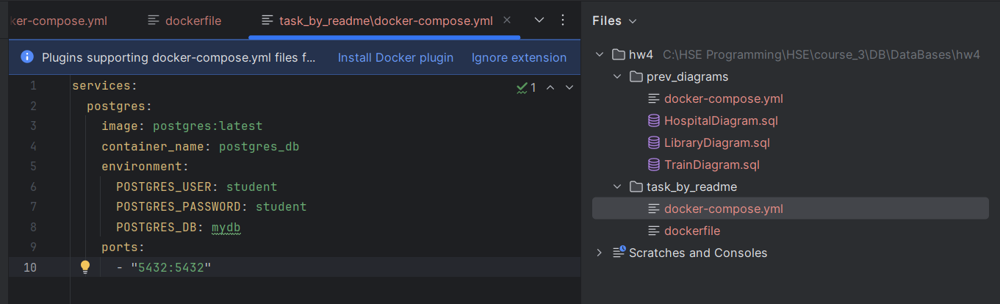 ker-compose.yml dockerfile task_by_readme\docker-compose.yml
Plugins supporting docker-compose.yml files f... Install Docker plugin Ignore extension
1 services:
2 postgres:
3 image: postgres:latest
4 container_name: postgres_db
5 environment:
6 POSTGRES_USER: student
7 POSTGRES_PASSWORD: student
8 POSTGRES_DB: mydb
9 ports:
10 - "5432:5432"
1
Files
hw4 C:\HSE Programming\HSE\course_3\DB\DataBases\hw4
prev_diagrams
docker-compose.yml
HospitalDiagram.sql
LibraryDiagram.sql
TrainDiagram.sql
task_by_readme
docker-compose.yml
dockerfile
Scratches and Consoles